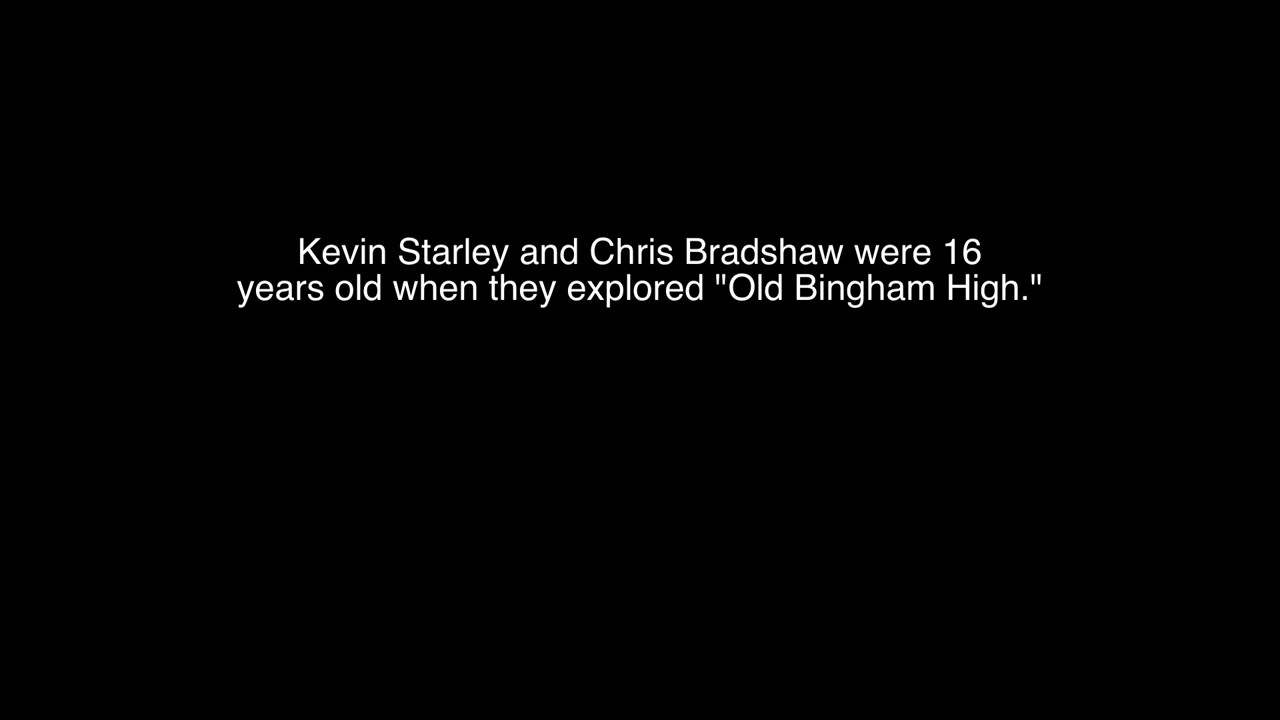 Kevin Starley and Chris Bradshaw were 16
years old when they explored "Old Bingham High."